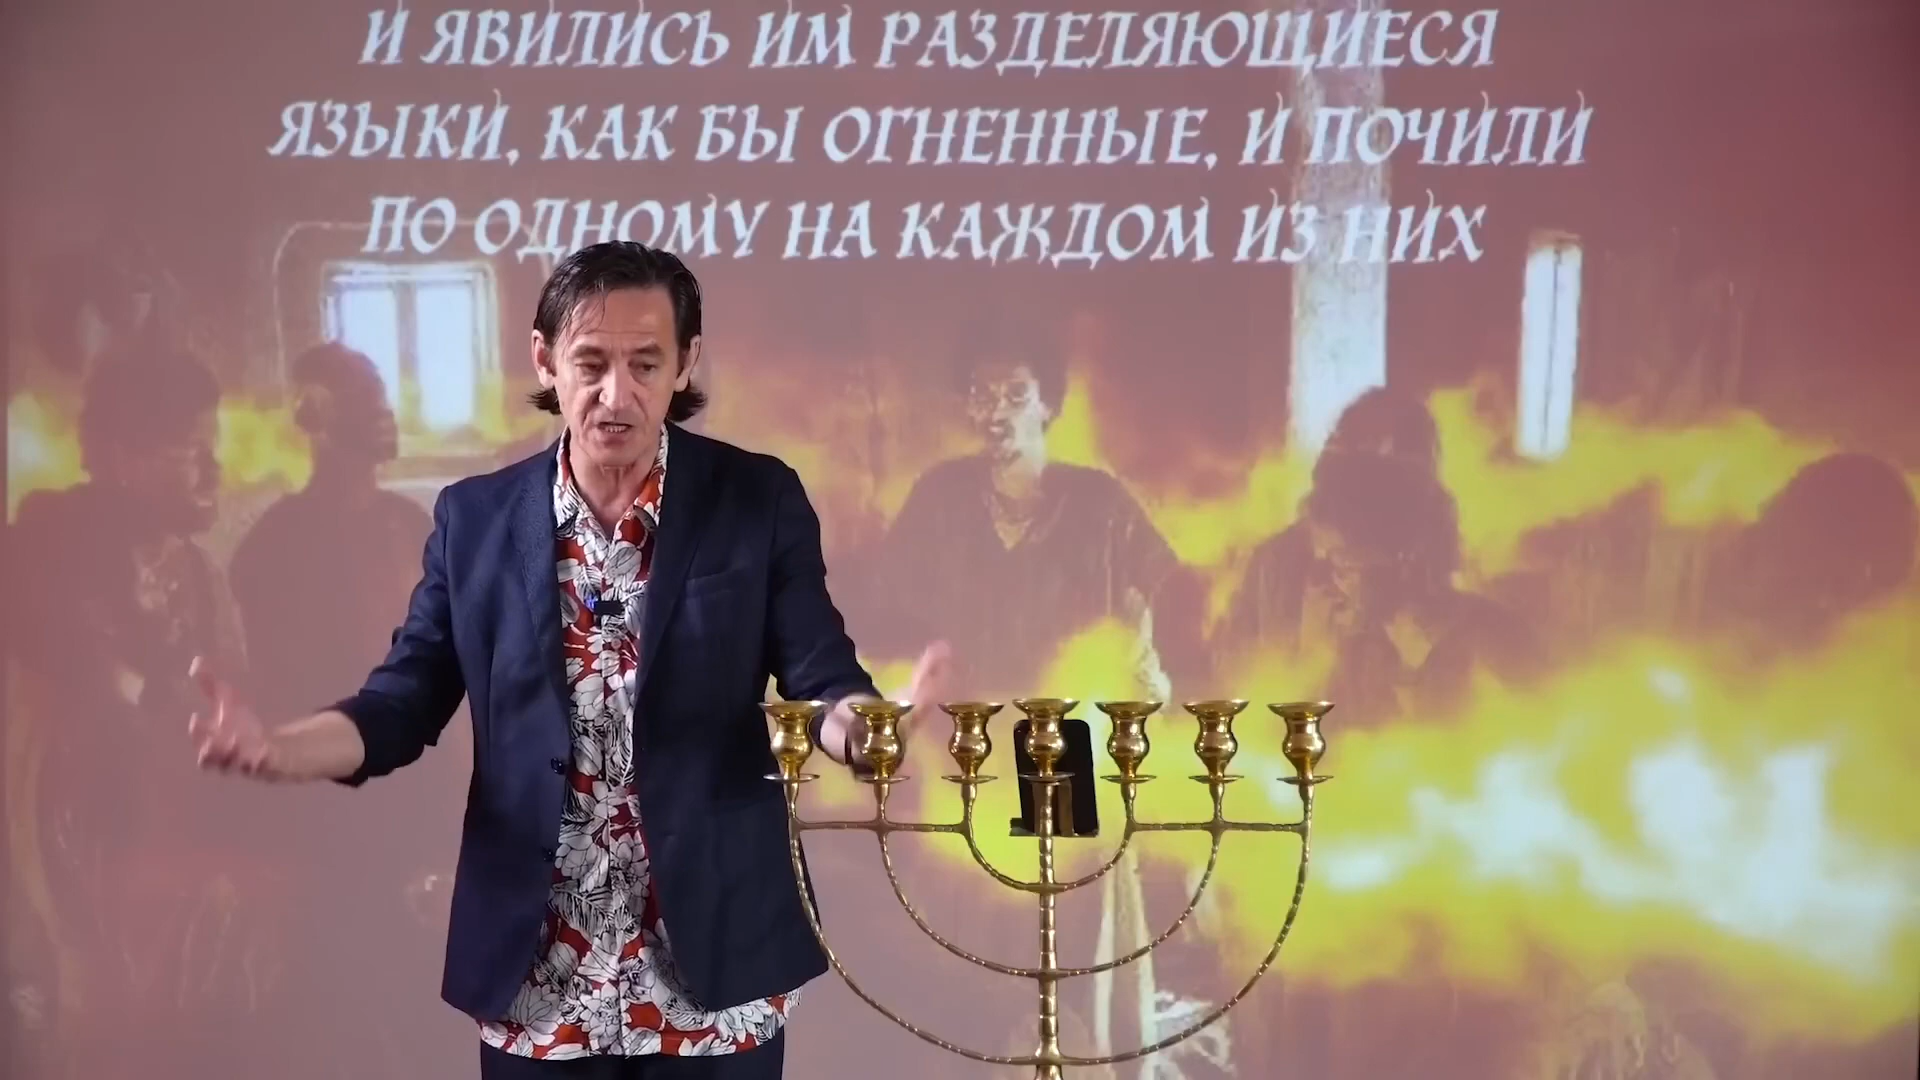 И ЯВИЛИСЬ ИМ РАЗДЕЛЯЮЩИЕСЯ
ЯЗЫКИ, КАК БЫ ОГНЕННЫЕ, И ПОЧИЛИ
ПО ОДНОМУ НА КАЖДОМ ИЗ НИХ